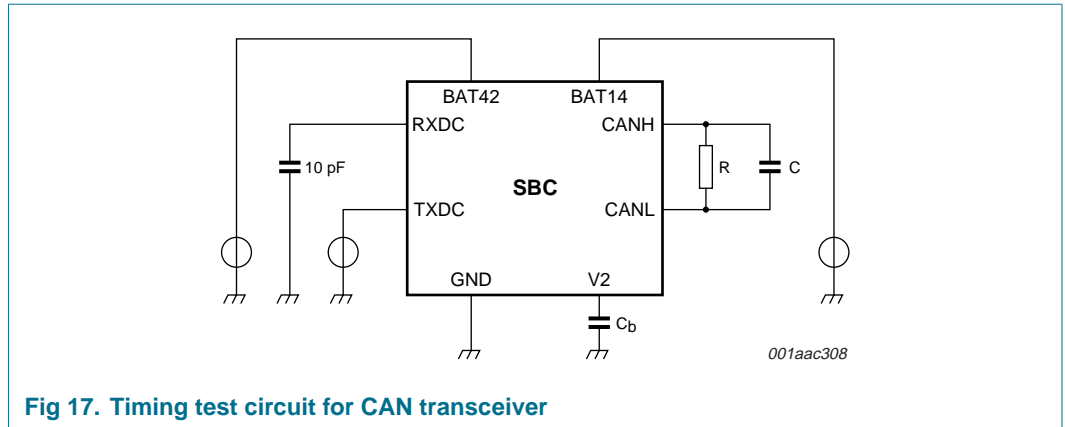 BAT42 BAT14
RXDC CANH
10 pF R C
SBC
TXDC CANL
GND V2
Cb
001aac308
Fig 17. Timing test circuit for CAN transceiver